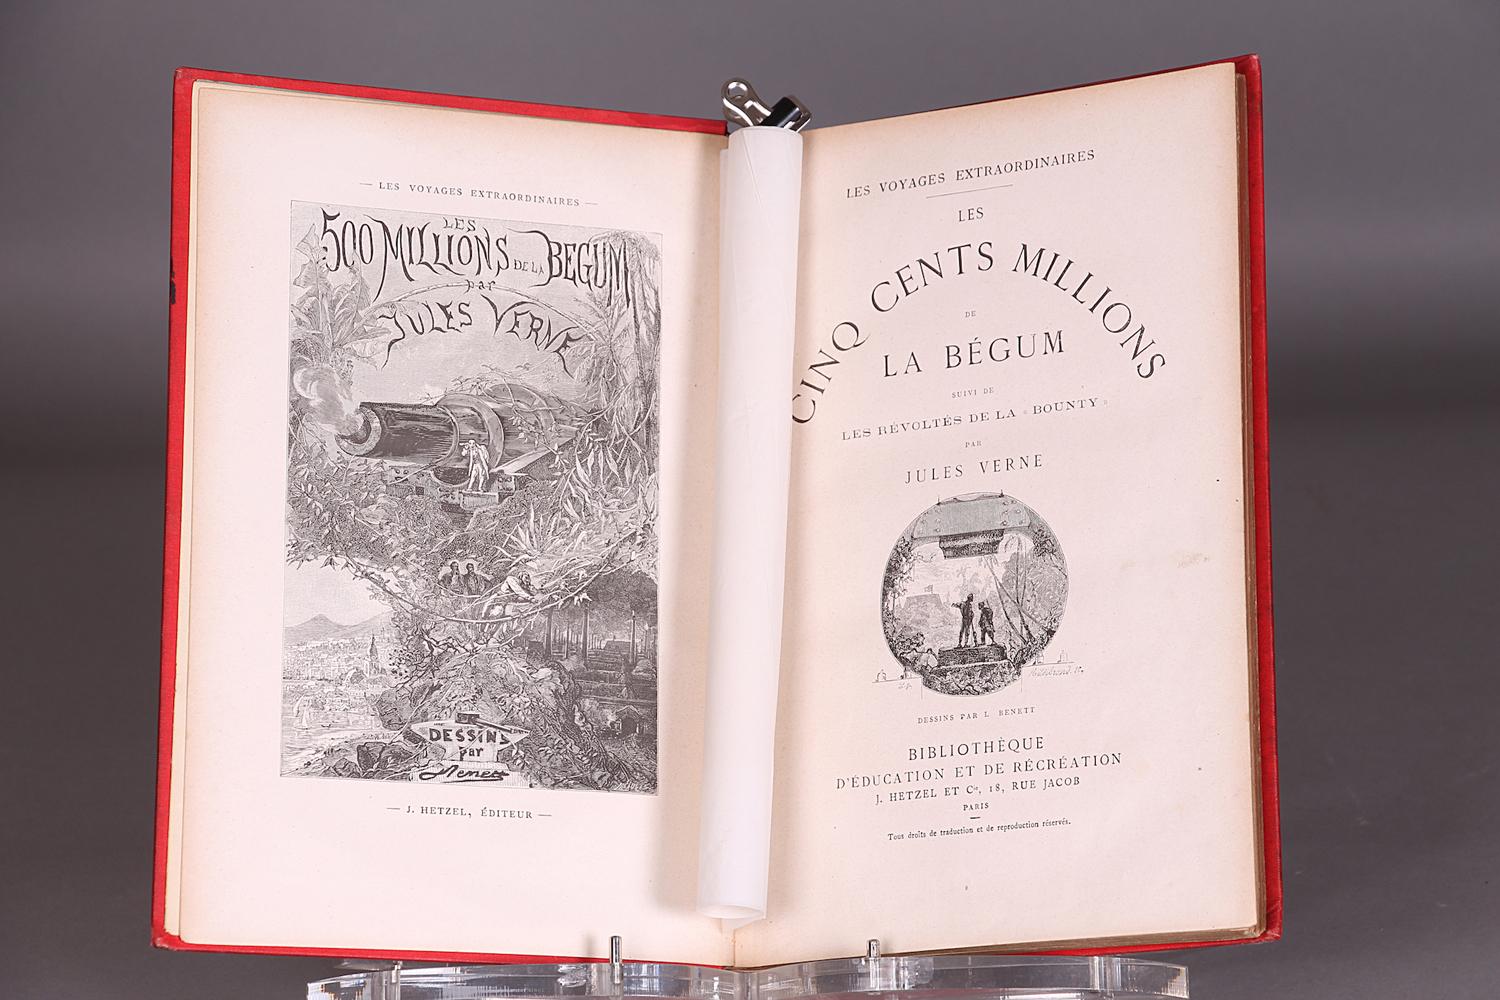 — LES VOYAGES EXTRAORDINAIRES —
LES
500 MILLIONS DE LA BEGUM
par
JULES VERNE
DESSINS
par
Benett
— J. HETZEL, ÉDITEUR —
LES VOYAGES EXTRAORDINAIRES
LES
CINQ CENTS MILLIONS
DE
LA BÉGUM
SUIVI DE
LES RÉVOLTÉS DE LA « BOUNTY »
PAR
JULES VERNE
DESSINS PAR L. BENETT
BIBLIOTHÈQUE
D'ÉDUCATION ET DE RÉCRÉATION
J. HETZEL ET Cie, 18, RUE JACOB
PARIS
Tous droits de traduction et de reproduction réservés.